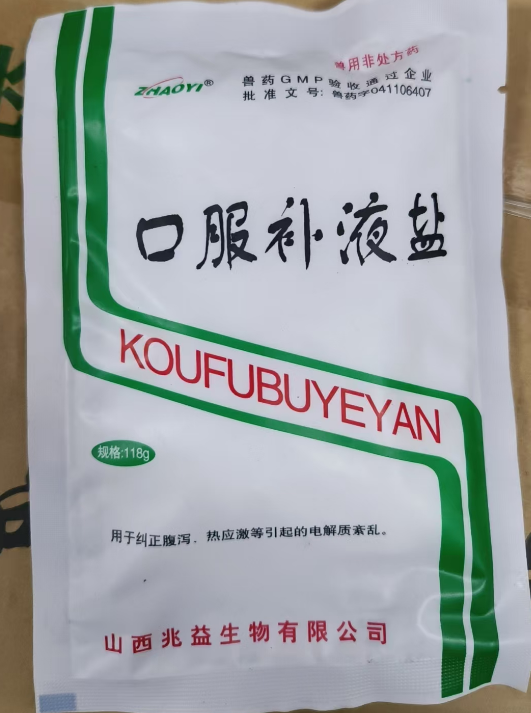 兽用非处方药
ZHAOYI® 兽药GMP验收通过企业
批准文号:兽药字041106407
口服补液盐
KOUFUBUYEYAN
规格:118g
用于纠正腹泻、热应激等引起的电解质紊乱。
山西兆益生物有限公司